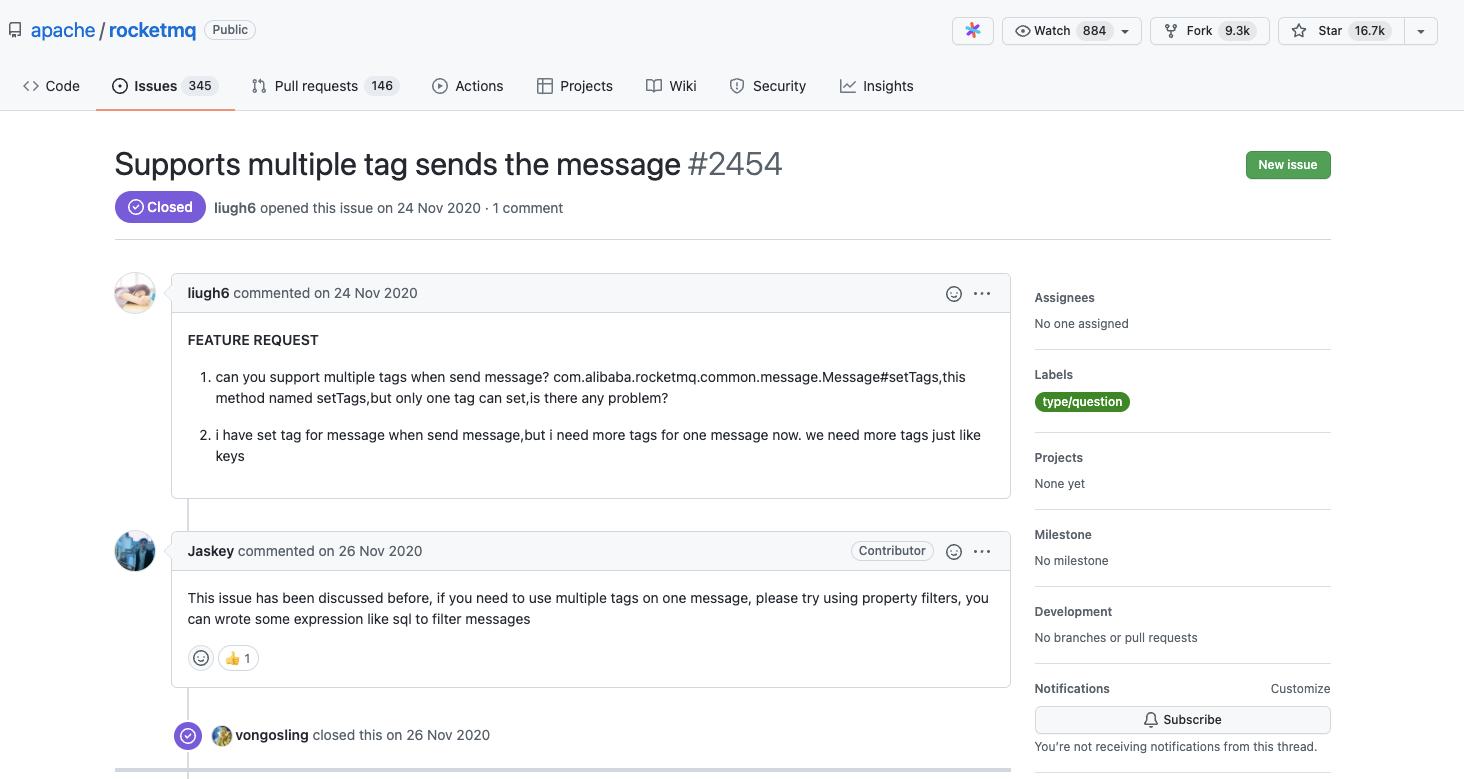 apache / rocketmq Public
Watch 884 Fork 9.3k Star 16.7k
Code Issues 345 Pull requests 146 Actions Projects Wiki Security Insights
Supports multiple tag sends the message #2454
New issue
Closed liugh6 opened this issue on 24 Nov 2020 · 1 comment
liugh6 commented on 24 Nov 2020
FEATURE REQUEST
1. can you support multiple tags when send message? com.alibaba.rocketmq.common.message.Message#setTags,this
method named setTags,but only one tag can set,is there any problem?
2. i have set tag for message when send message,but i need more tags for one message now. we need more tags just like
keys
Jaskey commented on 26 Nov 2020 Contributor
This issue has been discussed before, if you need to use multiple tags on one message, please try using property filters, you
can wrote some expression like sql to filter messages
👍 1
vongosling closed this on 26 Nov 2020
Assignees
No one assigned
Labels
type/question
Projects
None yet
Milestone
No milestone
Development
No branches or pull requests
Notifications Customize
Subscribe
You're not receiving notifications from this thread.